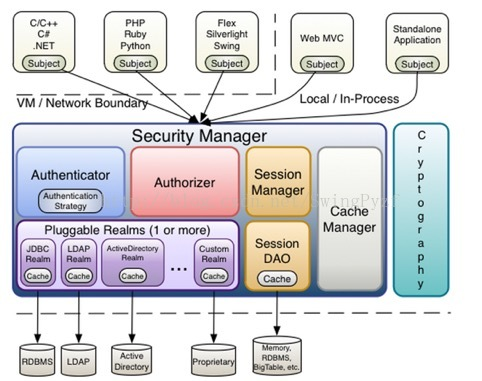 C/C++
C#
.NET
Subject
PHP
Ruby
Python
Subject
Flex
Silverlight
Swing
Subject
Web MVC
Subject
Standalone
Application
Subject
VM / Network Boundary
Local / In-Process
Security Manager
Authenticator
Authentication
Strategy
Authorizer
Session
Manager
Cache
Manager
Cryptography
Pluggable Realms (1 or more)
JDBC
Realm
Cache
LDAP
Realm
Cache
ActiveDirectory
Realm
Cache
...
Custom
Realm
Cache
Session
DAO
Cache
RDBMS
LDAP
Active
Directory
Proprietary
Memory,
RDBMS,
BigTable, etc.